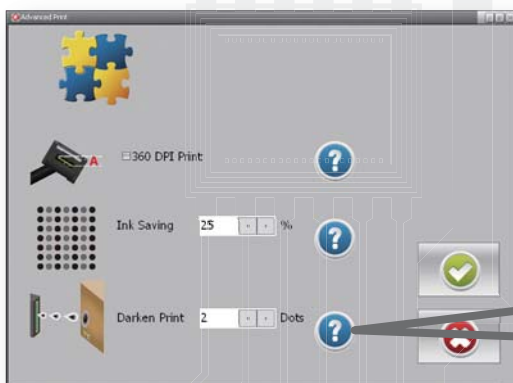 Advanced Print
A
360 DPI Print
?
Ink Saving 25 %
?
Darken Print 2 Dots
?